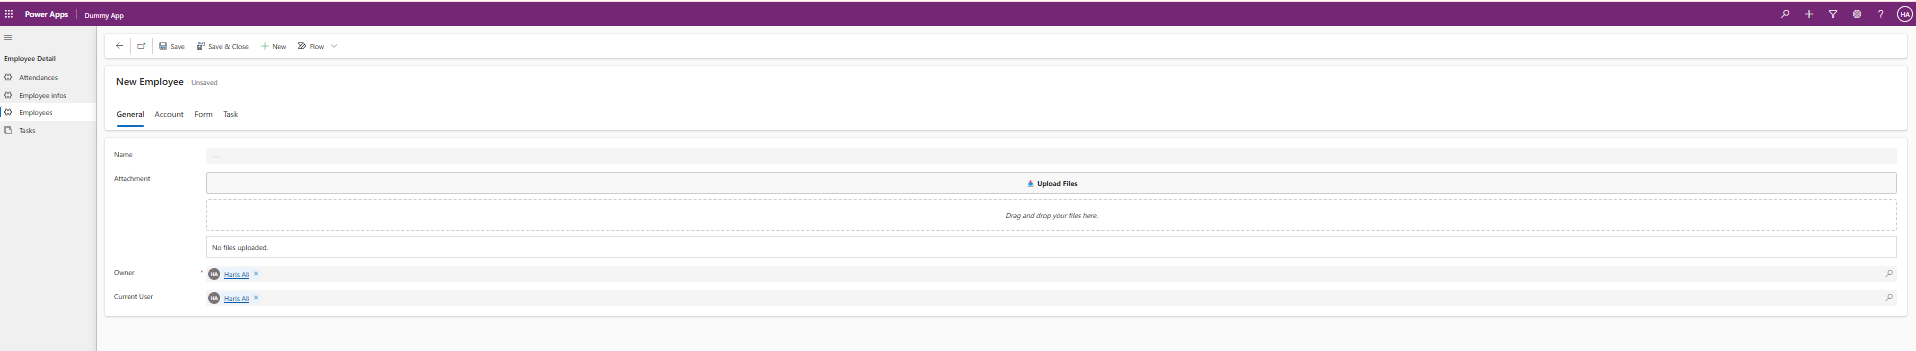 Power Apps Dummy App ? HA
Save Save & Close New Flow
Employee Detail
Attendances
Employee infos
Employees
Tasks
New Employee - Unsaved
General Account Form Task
Name ---
Attachment Upload Files
Drag and drop your files here.
No files uploaded.
Owner * HA Haris Ali ×
Current User HA Haris Ali ×